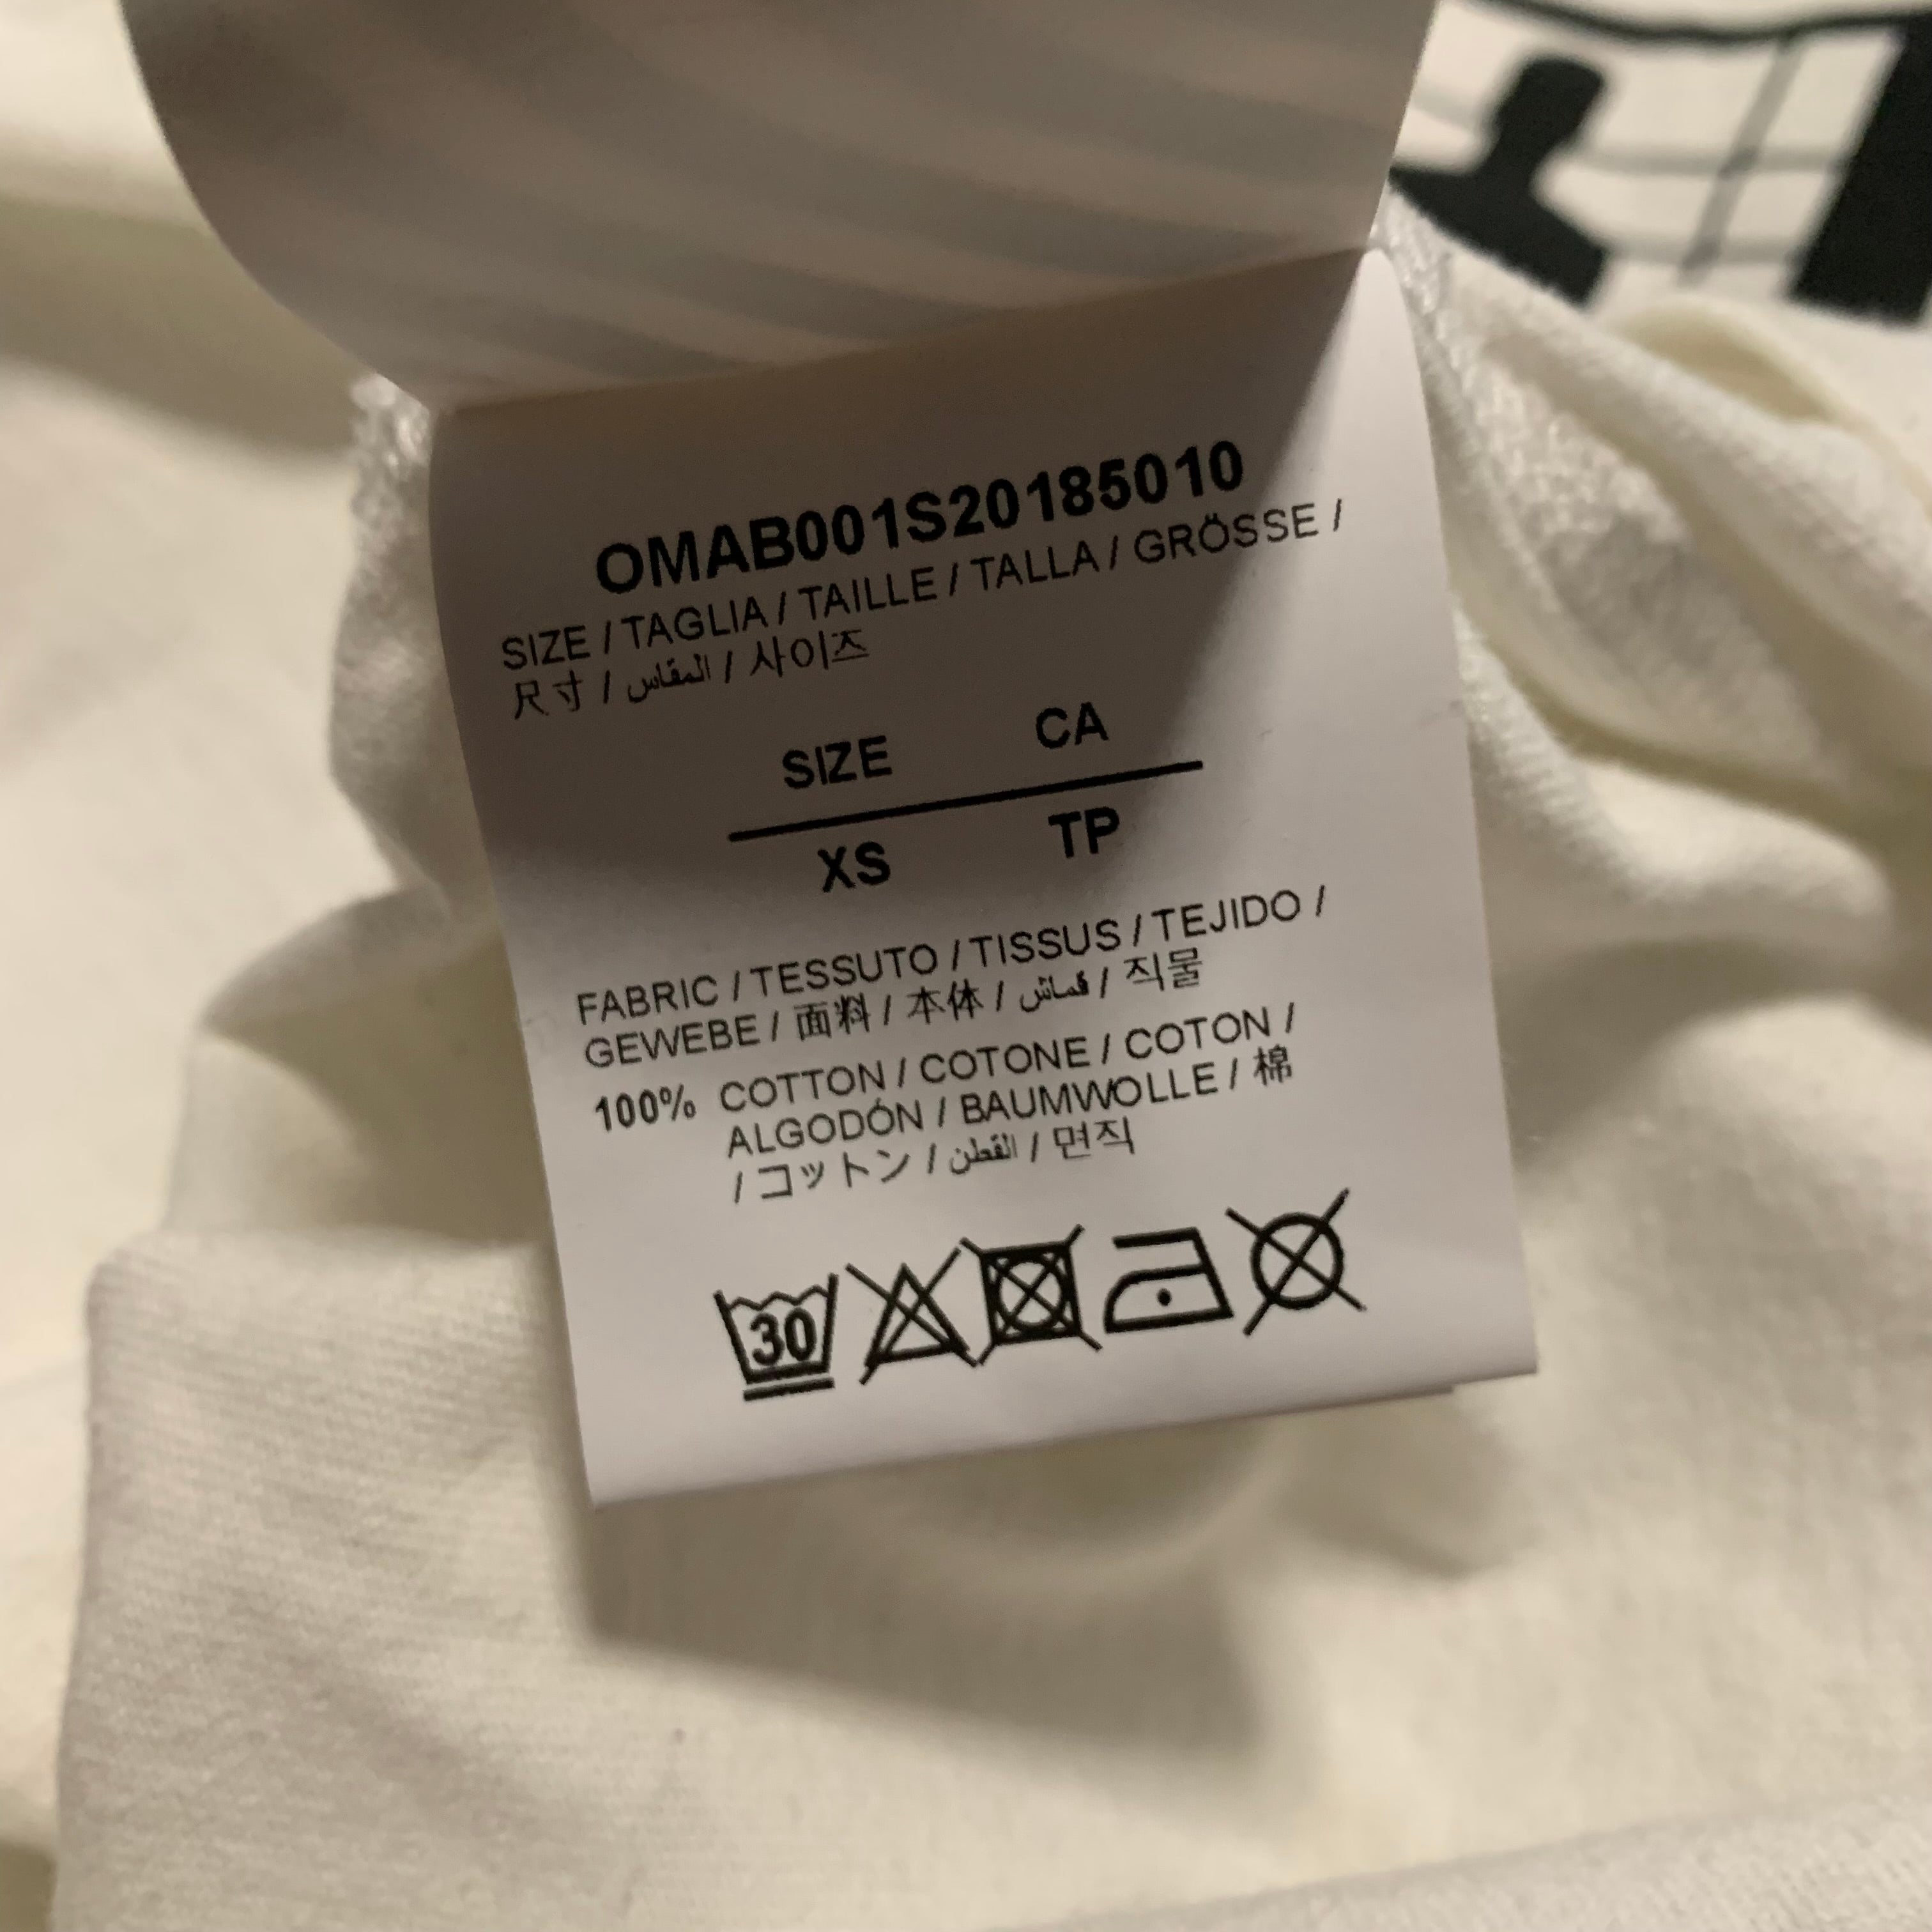 OMAB001S20185010
SIZE / TAGLIA / TAILLE / TALLA / GRÖSSE /
尺寸 / المقاس / 사이즈
SIZE CA
XS TP
FABRIC / TESSUTO / TISSUS / TEJIDO /
GEWEBE / 面料 / 本体 / قماش / 직물
100% COTTON / COTONE / COTON /
ALGODÓN / BAUMWOLLE / 棉
/ コットン / القطن / 면직
30